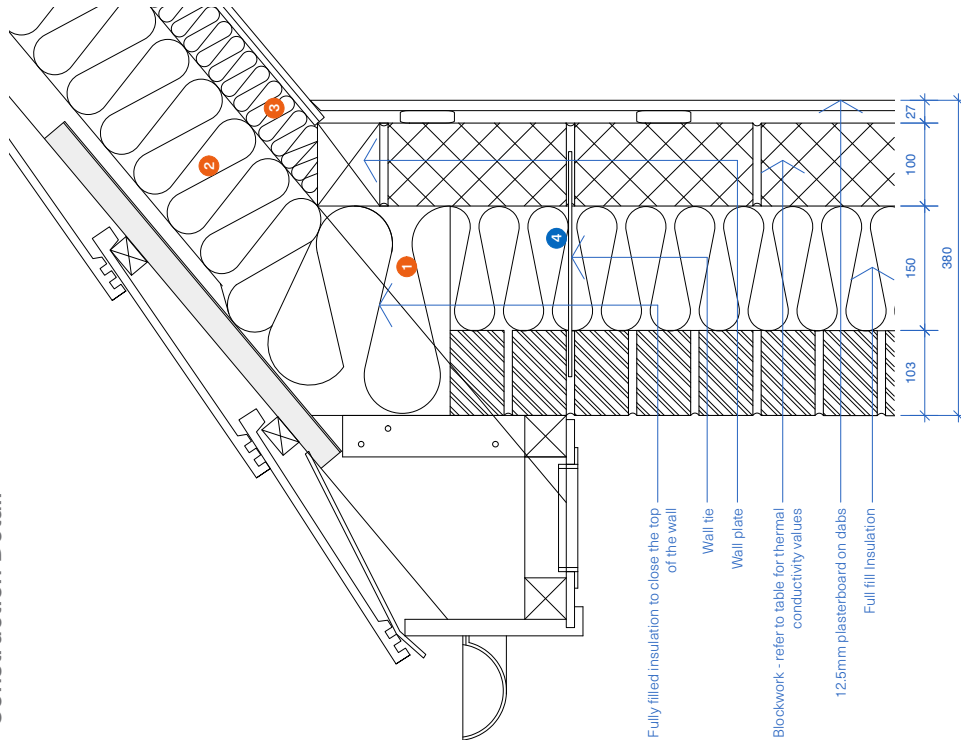 Construction Detail
1
2
3
4
Fully filled insulation to close the top
of the wall
Wall tie
Wall plate
Blockwork - refer to table for thermal
conductivity values
12.5mm plasterboard on dabs
Full fill Insulation
103
150
100
27
380